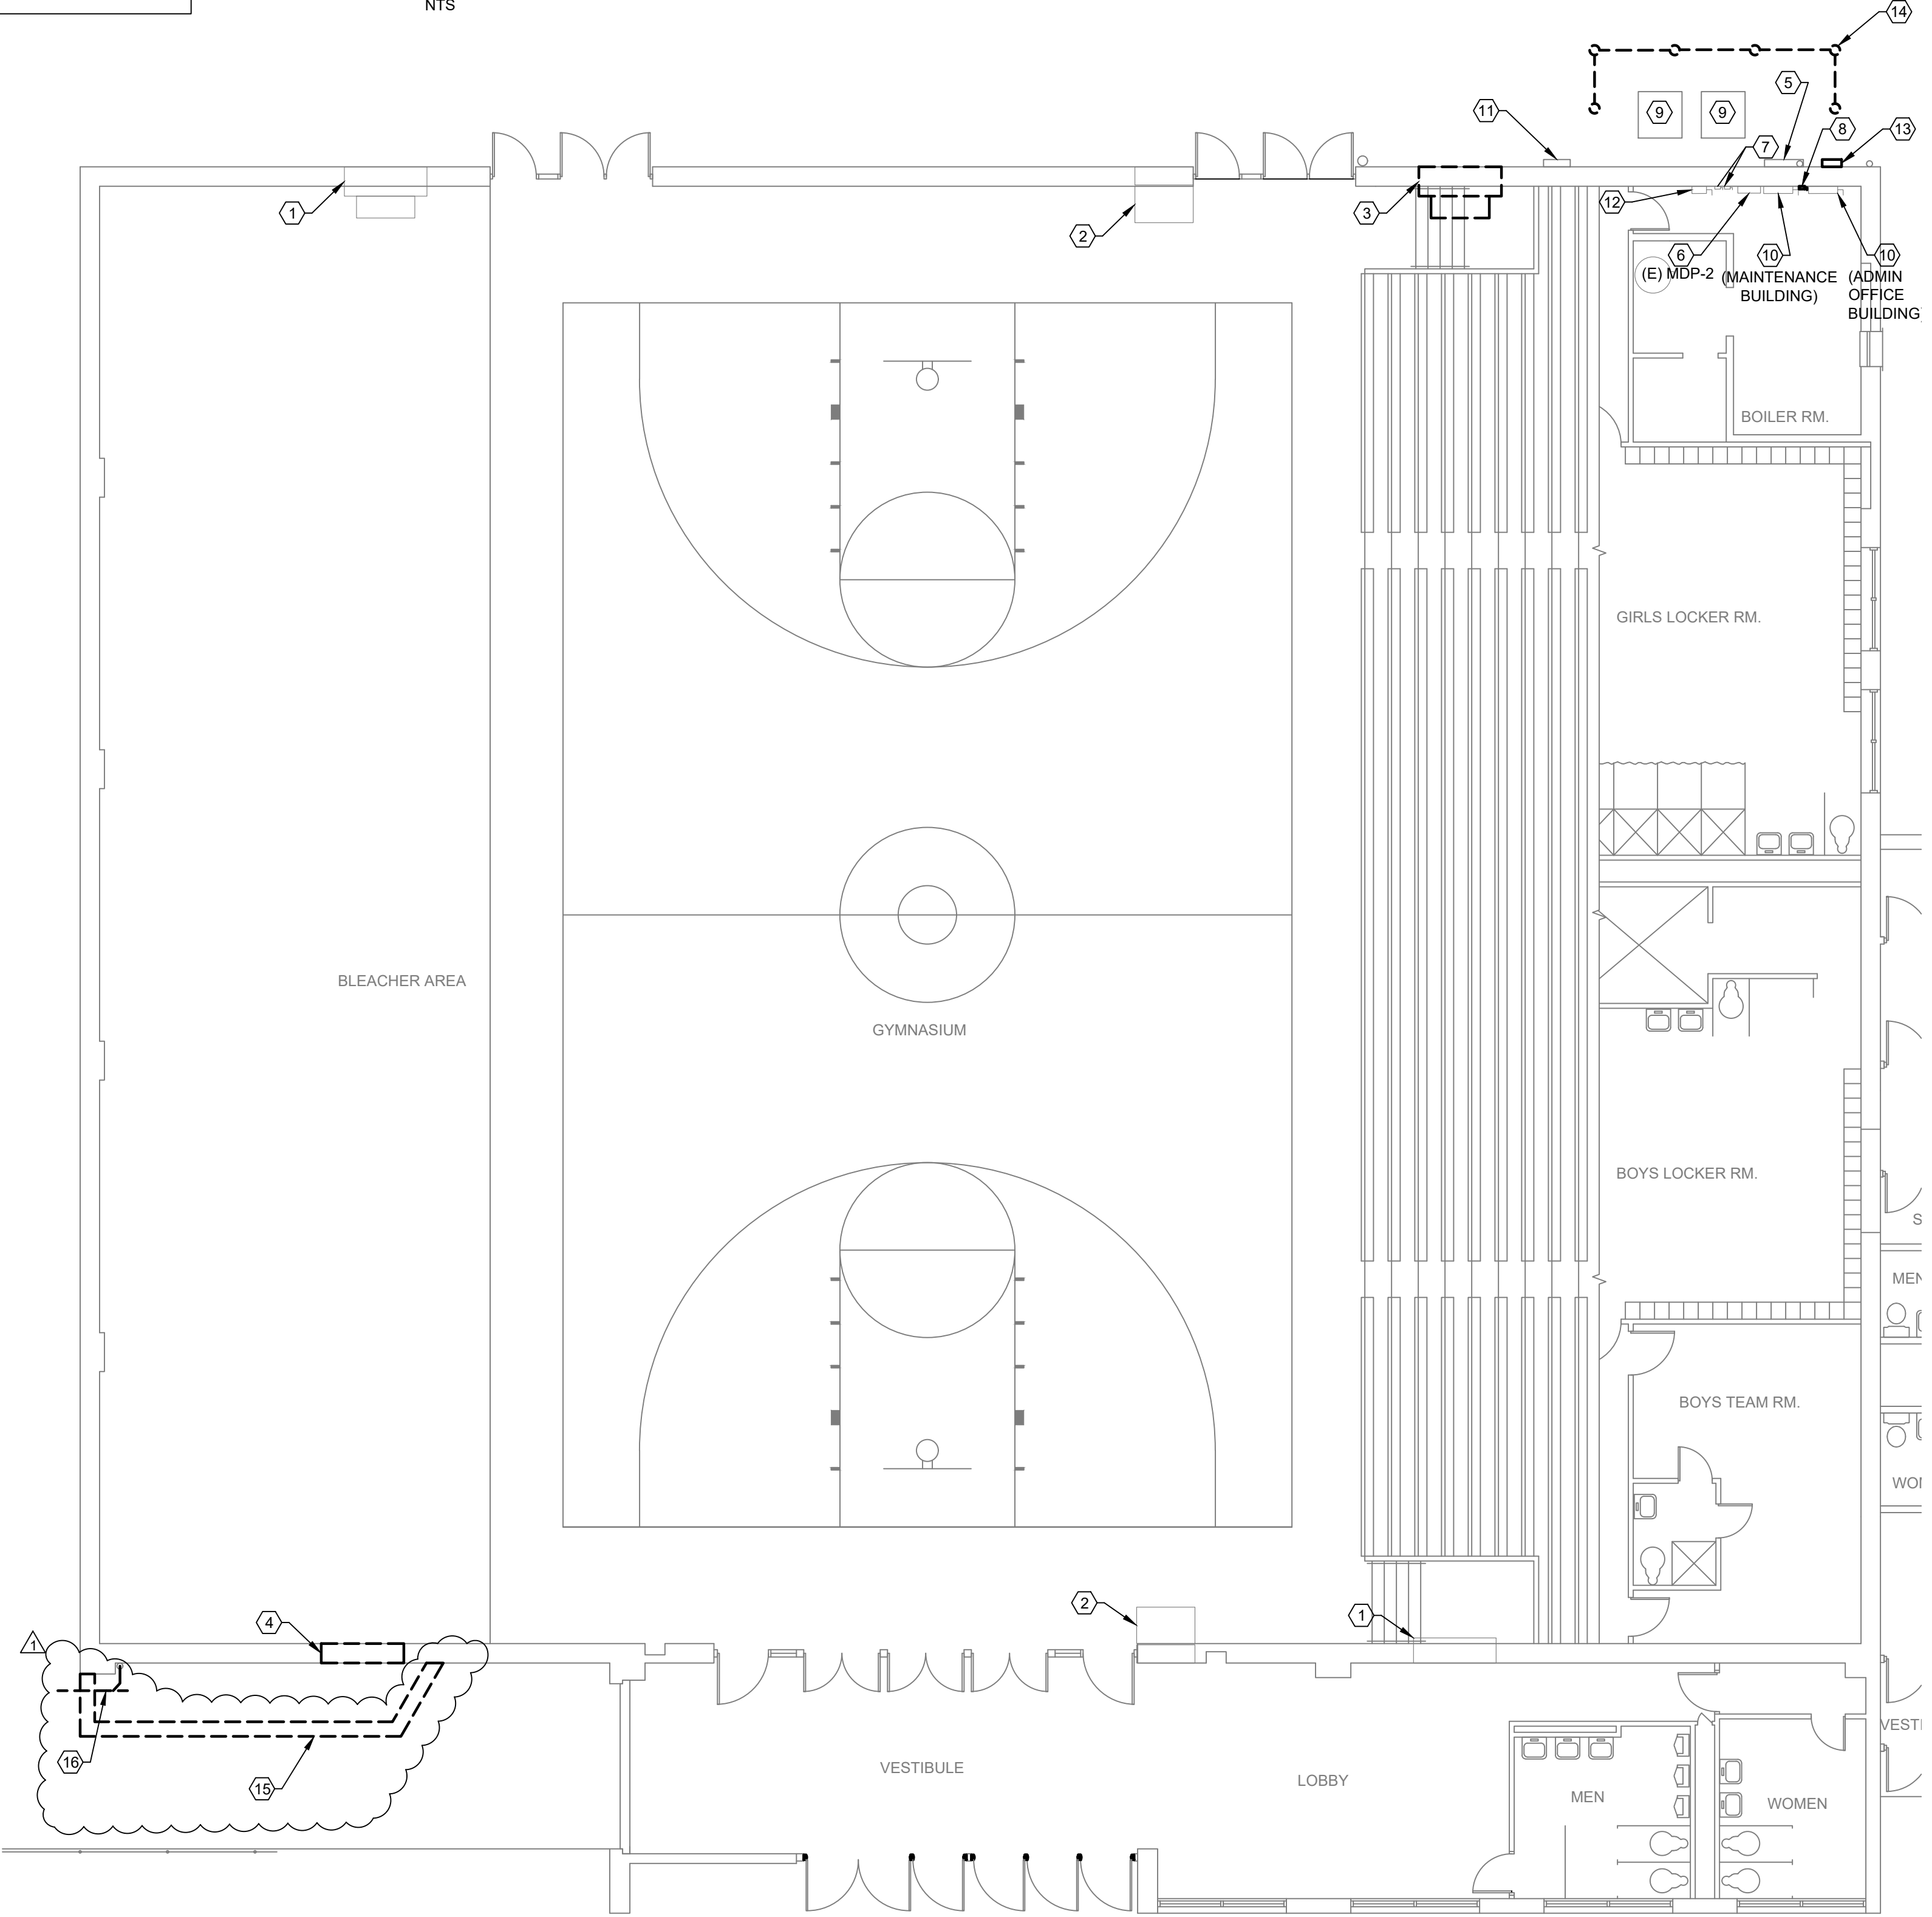 NTS
14
5
11
9
9
8
13
7
1
2
3
12
6
10
10
(E) MDP-2
(MAINTENANCE
BUILDING)
(ADMIN
OFFICE
BUILDING)
BOILER RM.
GIRLS LOCKER RM.
BLEACHER AREA
GYMNASIUM
BOYS LOCKER RM.
S
MEN
BOYS TEAM RM.
2
1
4
1
16
15
VESTIBULE
LOBBY
MEN
WOMEN